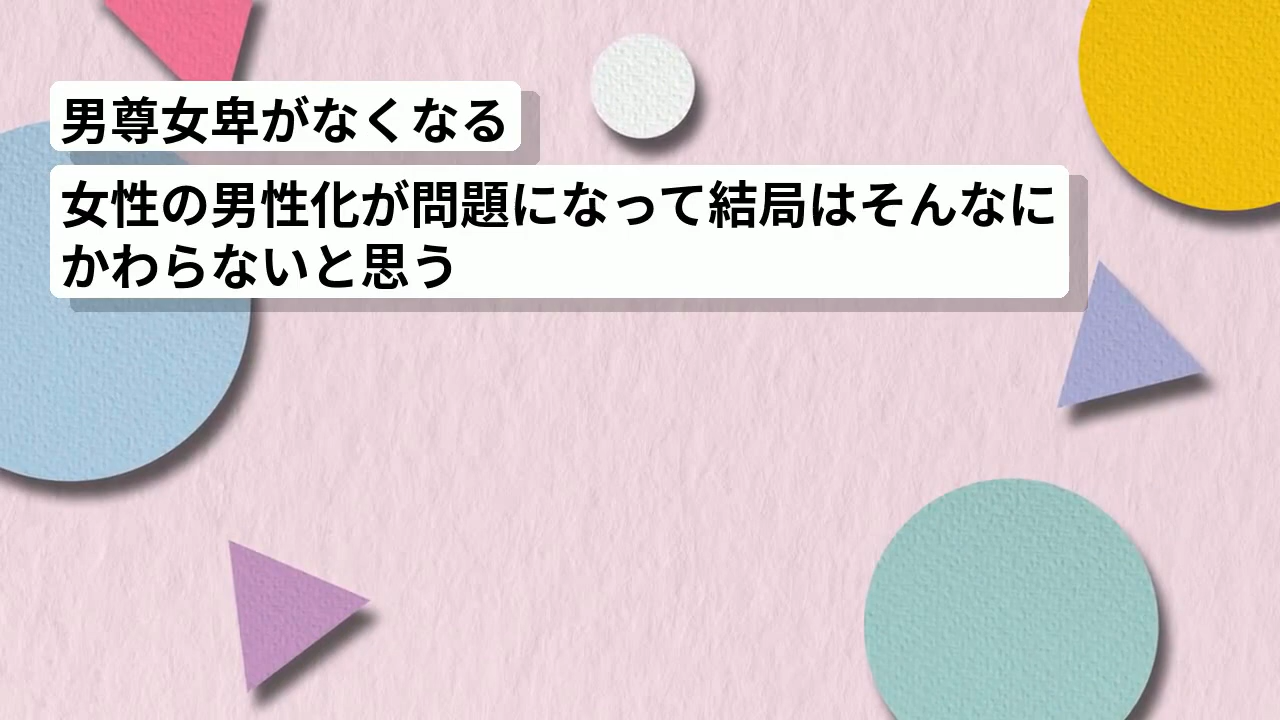 男尊女卑がなくなる
女性の男性化が問題になって結局はそんなに
かわらないと思う